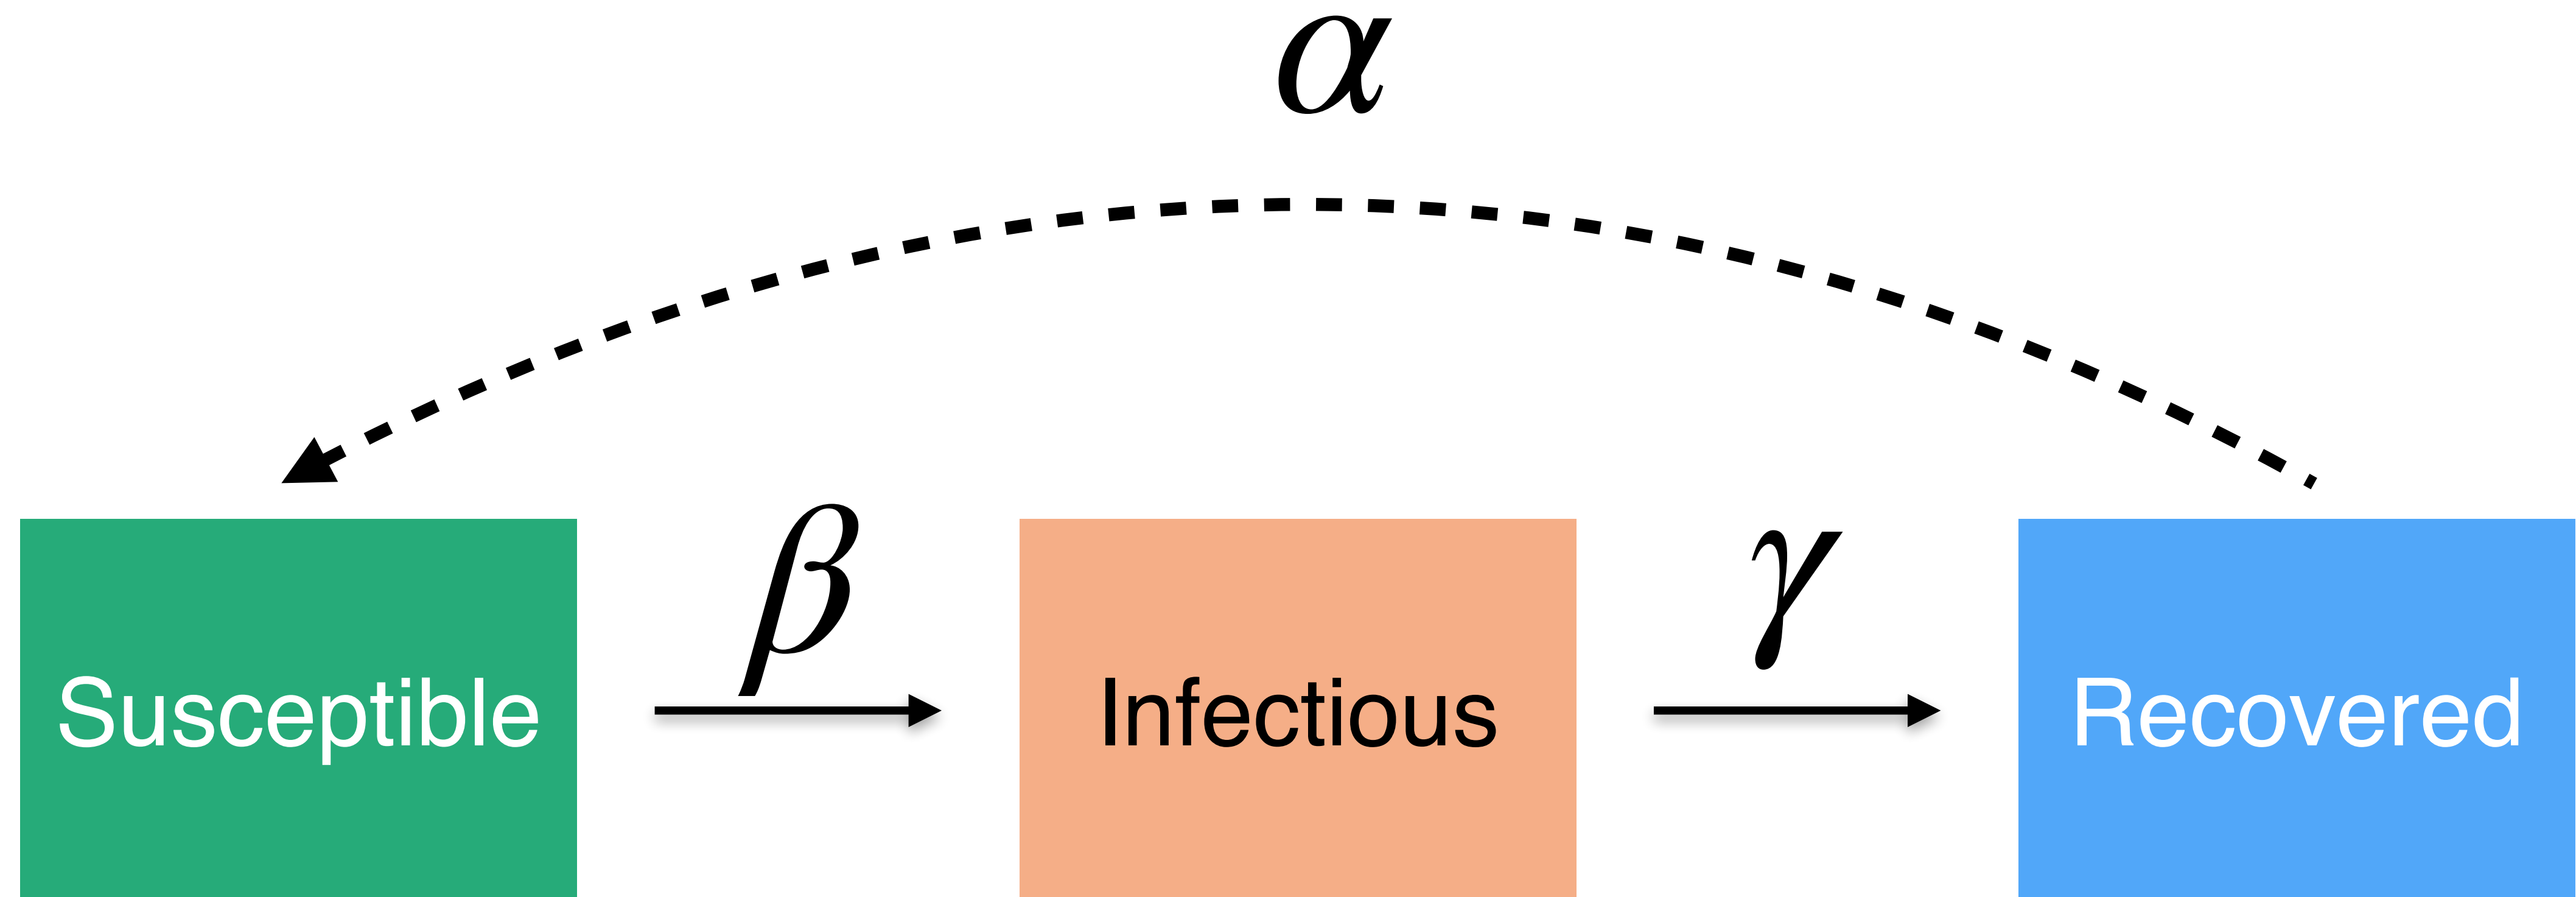 α
β
γ
Susceptible
Infectious
Recovered